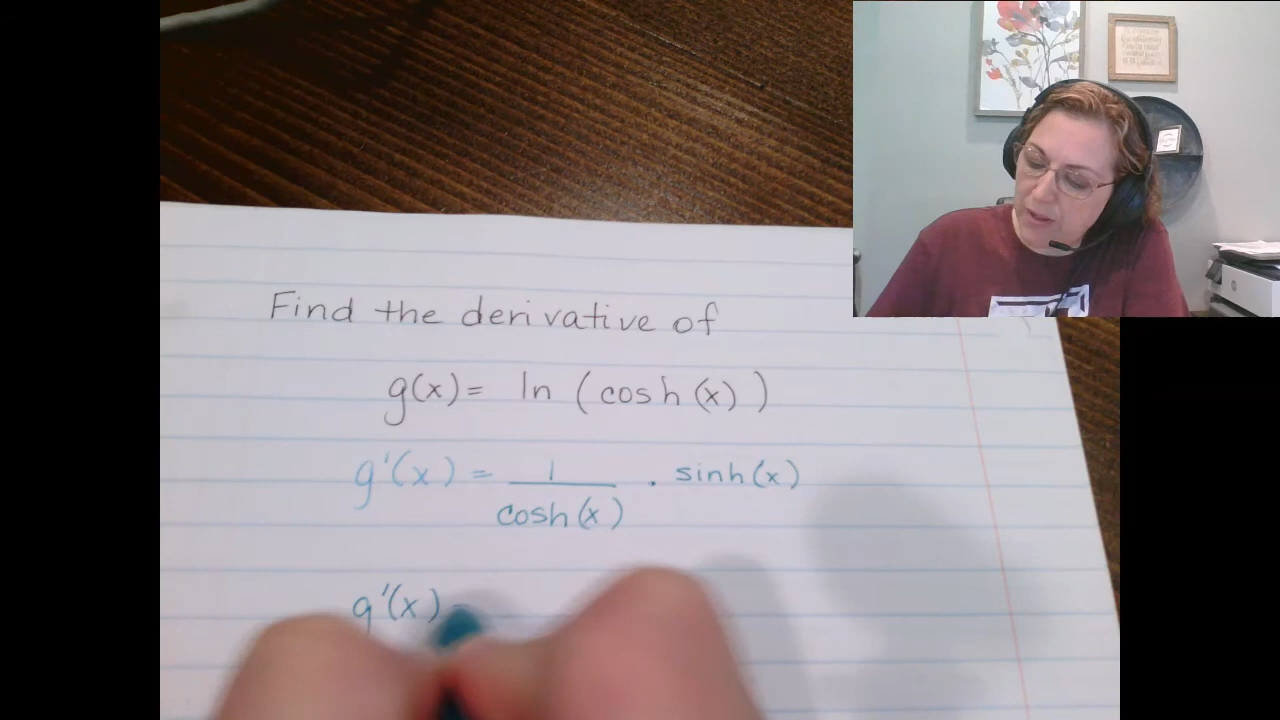 Find the derivative of
g(x) = ln (cosh(x))
g'(x) = 1/cosh(x) . sinh(x)
g'(x) =